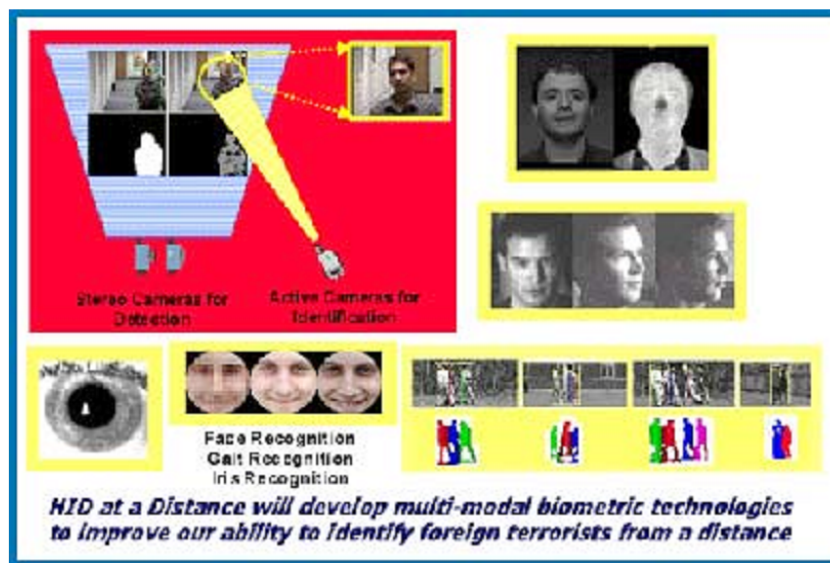 Stereo Cameras for
Detection
Active Cameras for
Identification
Face Recognition
Gait Recognition
Iris Recognition
HID at a Distance will develop multi-modal biometric technologies
to improve our ability to identify foreign terrorists from a distance